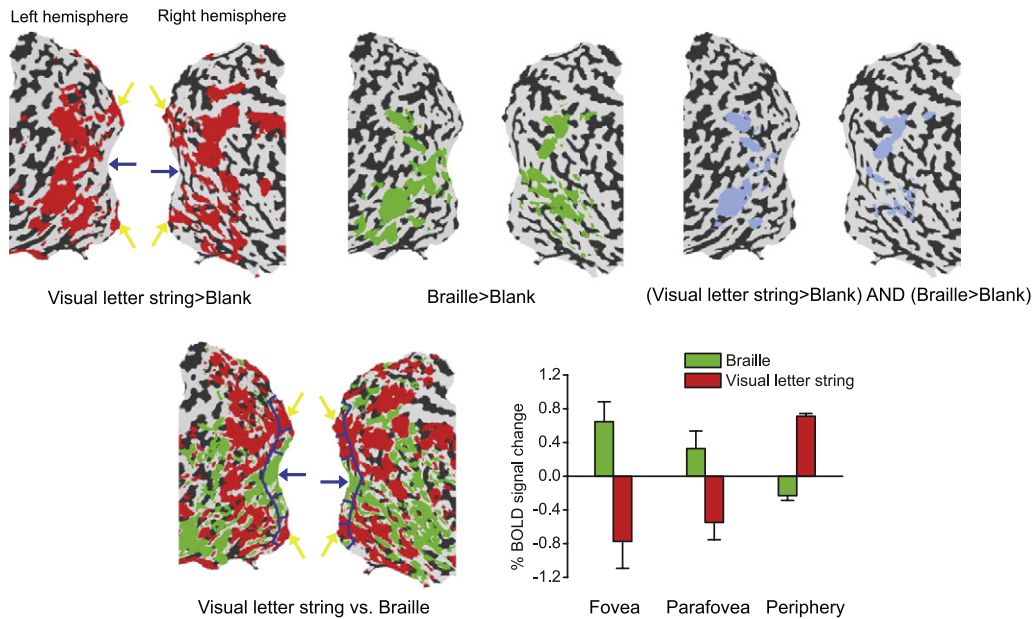 Left hemisphere
Right hemisphere
Visual letter string>Blank
Braille>Blank
(Visual letter string>Blank) AND (Braille>Blank)
Visual letter string vs. Braille
Braille
Visual letter string
% BOLD signal change
1.2
0.8
0.4
0.0
-0.4
-0.8
-1.2
Fovea
Parafovea
Periphery